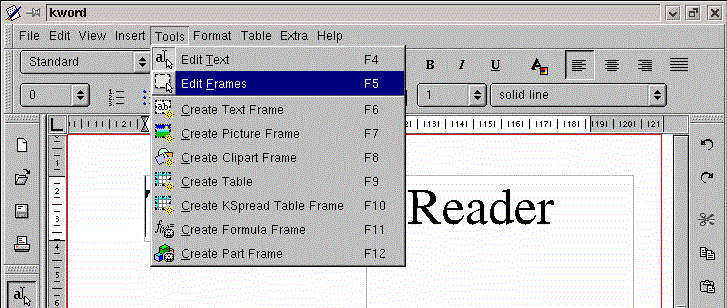 kword
File Edit View Insert Tools Format Table Extra Help
Standard
B I U A
0
1
solid line
Edit Text F4
Edit Frames F5
Create Text Frame F6
Create Picture Frame F7
Create Clipart Frame F8
Create Table F9
Create KSpread Table Frame F10
Create Formula Frame F11
Create Part Frame F12
Reader